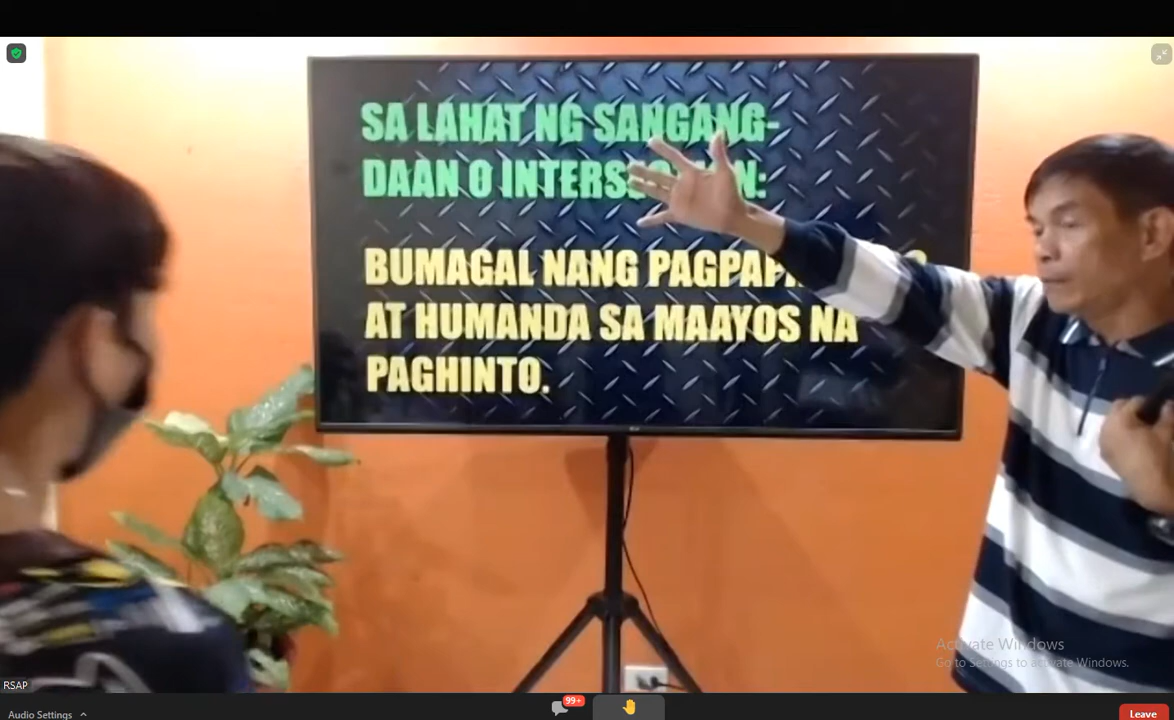 SA LAHAT NG SANGANG-
DAAN O
BUMAGAL NANG
AT HUMANDA SA MAAYOS NA
PAGHINTO.
Activate Windows
Go to Settings to activate Windows.
RSAP
99+
Audio Settings
Leave